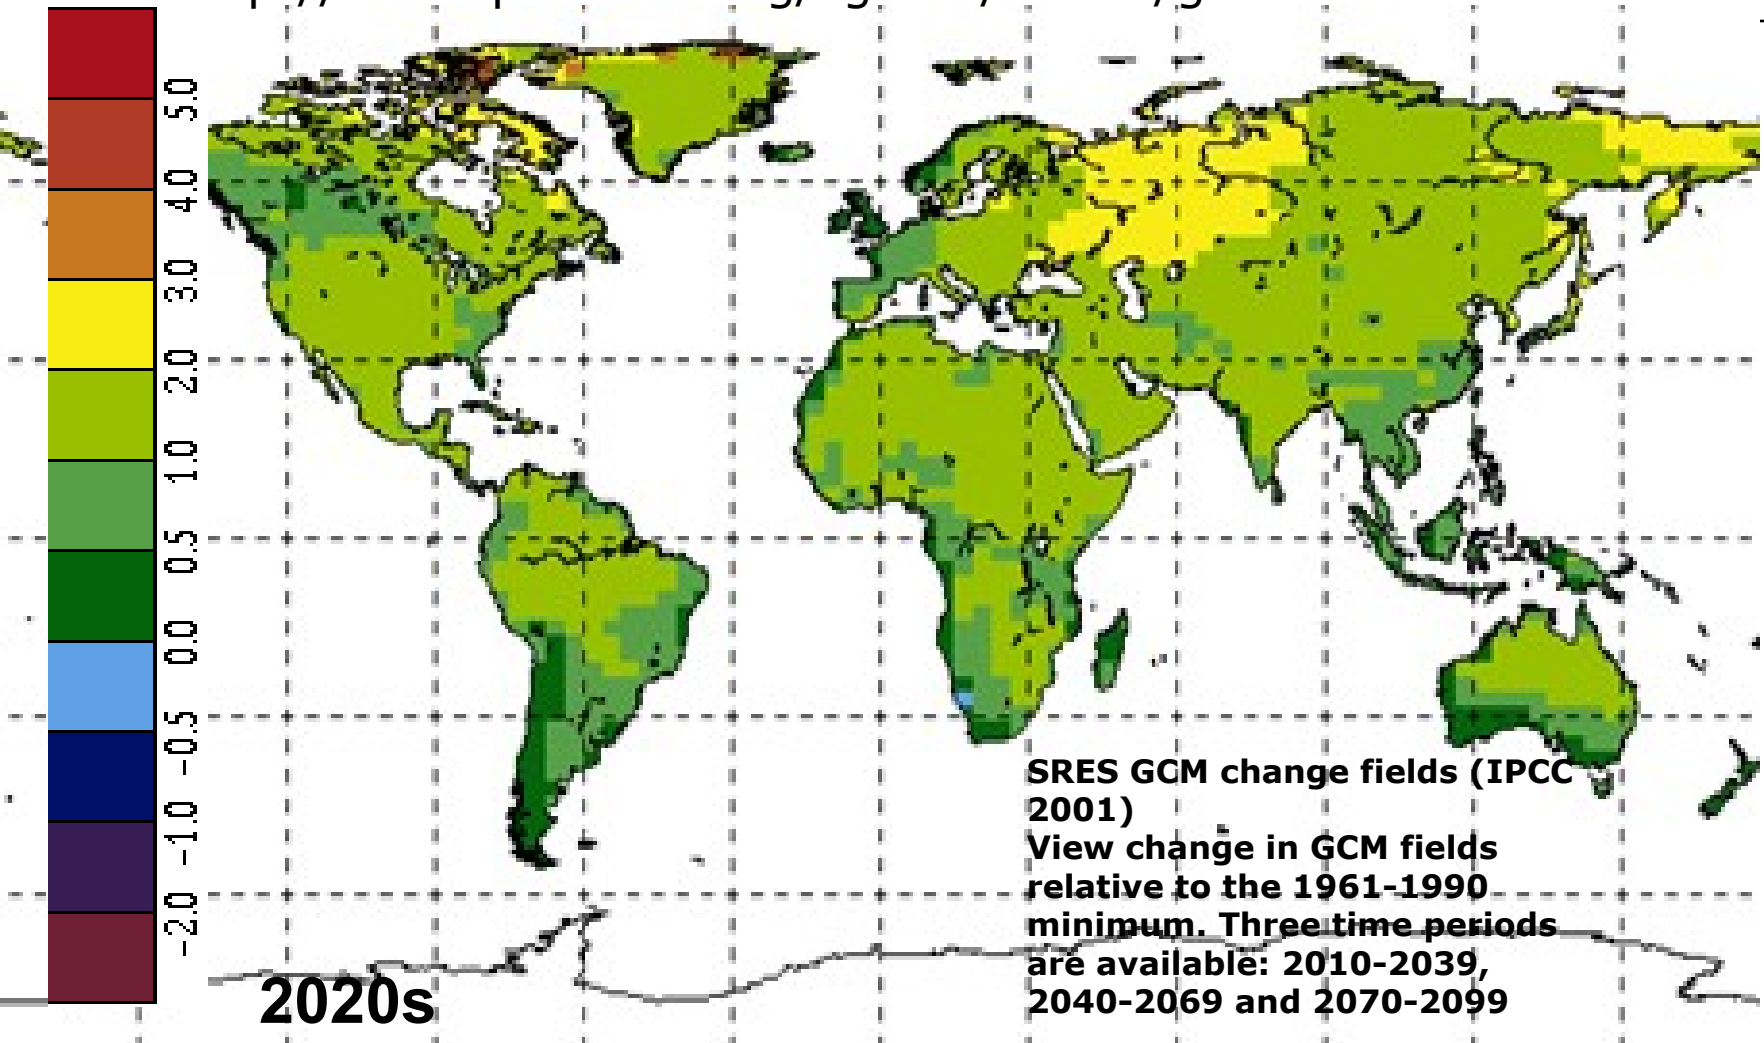 5.0
4.0
3.0
2.0
1.0
0.5
0.0
-0.5
-1.0
-2.0
SRES GCM change fields (IPCC
2001)
View change in GCM fields
relative to the 1961-1990
minimum. Three time periods
are available: 2010-2039,
2040-2069 and 2070-2099
2020s